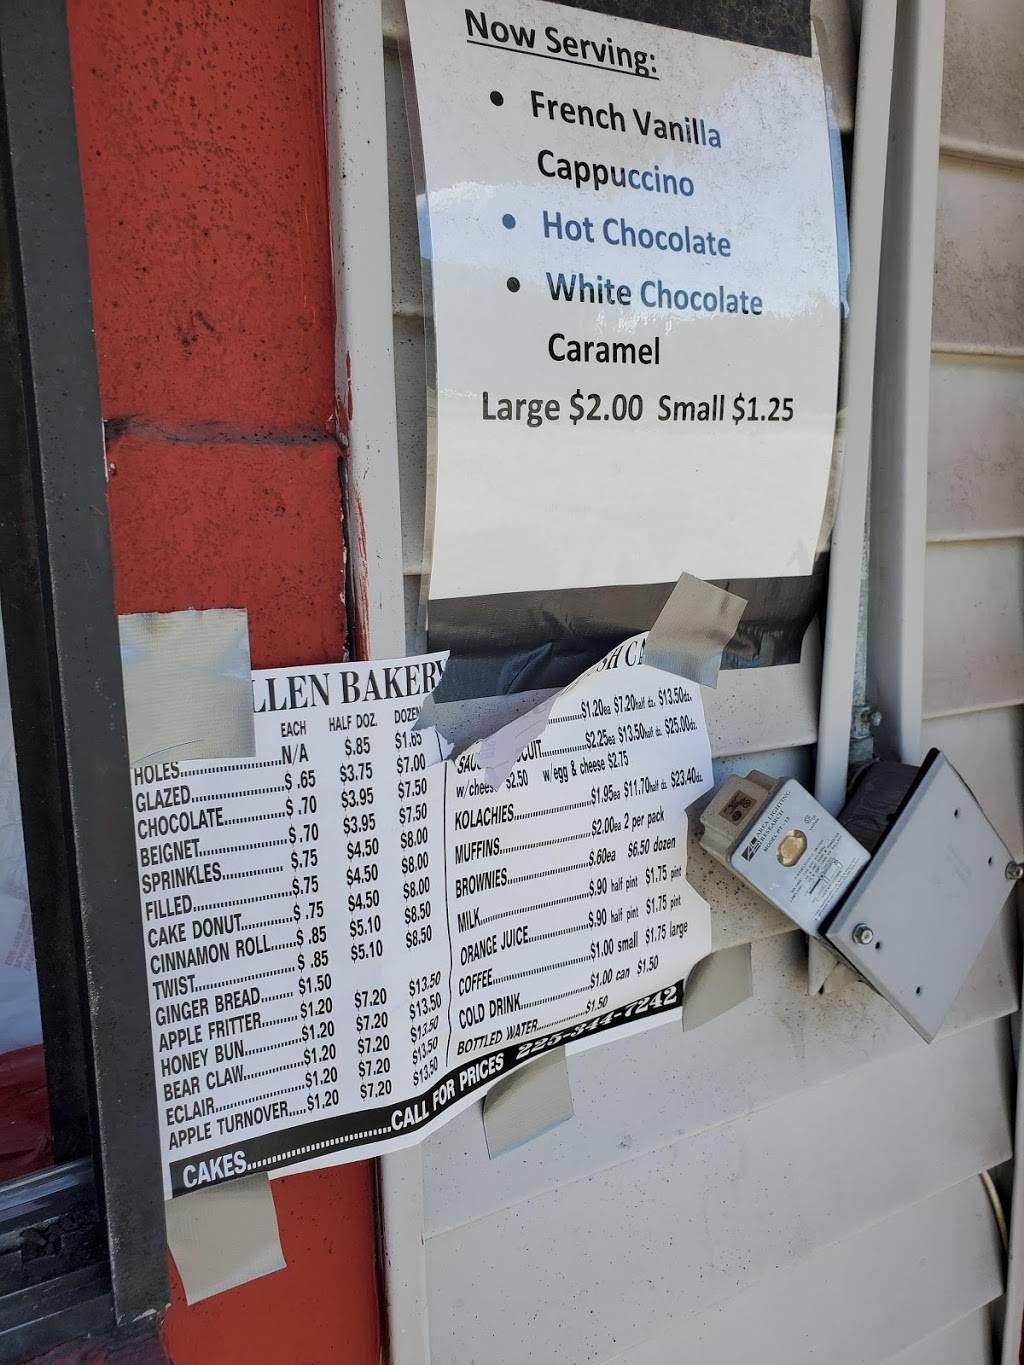 Now Serving:
• French Vanilla
Cappuccino
• Hot Chocolate
• White Chocolate
Caramel
Large $2.00 Small $1.25
LLEN BAKERY
EACH HALF DOZ. DOZEN
HOLES..................N/A $.85 $1.65
GLAZED..................$ .65 $3.75 $7.00
CHOCOLATE............$ .70 $3.95 $7.50
BEIGNET..................$ .70 $3.95 $7.50
SPRINKLES..............$.75 $4.50 $8.00
FILLED.....................$.75 $4.50 $8.00
CAKE DONUT..........$ .75 $4.50 $8.00
CINNAMON ROLL......$ .85 $5.10 $8.50
TWIST......................$ .85 $5.10 $8.50
GINGER BREAD........$1.50
APPLE FRITTER........$1.20 $7.20 $13.50
HONEY BUN..............$1.20 $7.20 $13.50
BEAR CLAW..............$1.20 $7.20 $13.50
ECLAIR.....................$1.20 $7.20 $13.50
APPLE TURNOVER.....$1.20 $7.20 $13.50
SH C
......$1.20ea $7.20half dz. $13.50dz.
..........$2.25ea $13.50half dz. $25.00dz.
w/cheese $2.50 w/egg & cheese $2.75
KOLACHIES.............$1.95ea $11.70half dz. $23.40dz.
MUFFINS....................$2.00ea 2 per pack
BROWNIES..................$.60ea $6.50 dozen
MILK......................$.90 half pint $1.75 pint
ORANGE JUICE.............$.90 half pint $1.75 pint
COFFEE....................$1.00 small $1.75 large
COLD DRINK...............$1.00 can $1.50
BOTTLED WATER...............$1.50
CAKES..........................CALL FOR PRICES 225-344-7242
AREA LIGHTING
RESEARCH